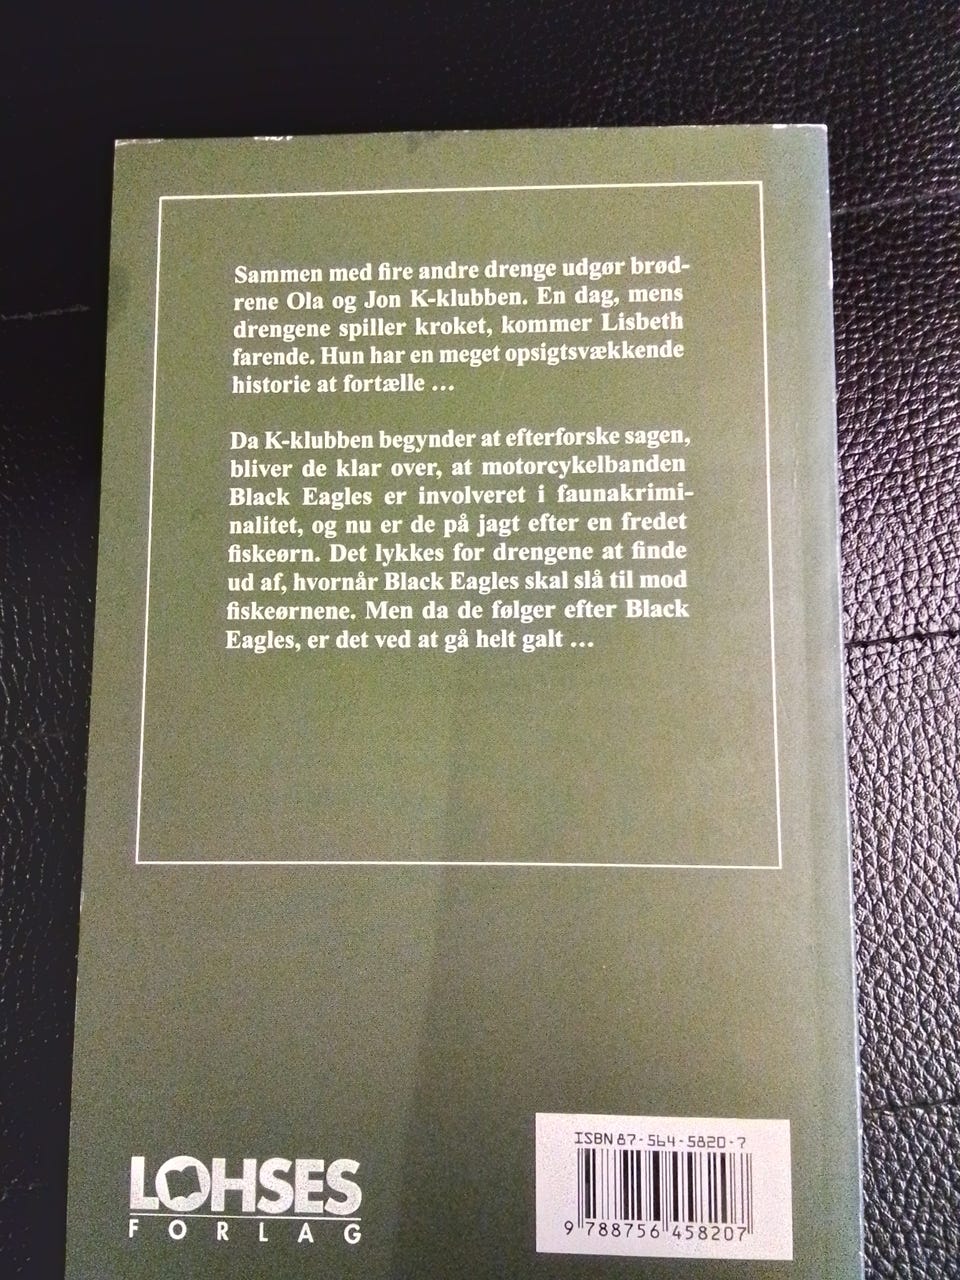 Sammen med fire andre drenge udgør brød-
rene Ola og Jon K-klubben. En dag, mens
drengene spiller kroket, kommer Lisbeth
farende. Hun har en meget opsigtsvækkende
historie at fortælle ...
Da K-klubben begynder at efterforske sagen,
bliver de klar over, at motorcykelbanden
Black Eagles er involveret i faunakrimi-
nalitet, og nu er de på jagt efter en fredet
fiskeørn. Det lykkes for drengene at finde
ud af, hvornår Black Eagles skal slå til mod
fiskeørnene. Men da de følger efter Black
Eagles, er det ved at gå helt galt ...
LOHSES
FORLAG
ISBN 87-564-5820-7
9 788756 458207